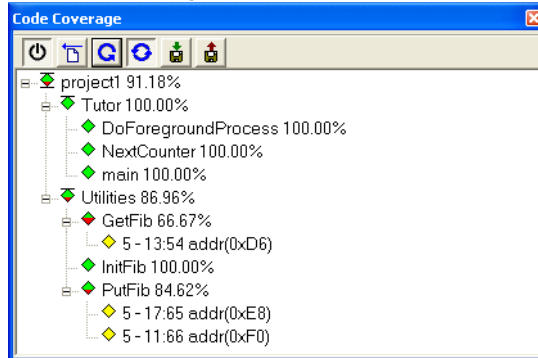 Code Coverage
project1 91.18%
Tutor 100.00%
DoForegroundProcess 100.00%
NextCounter 100.00%
main 100.00%
Utilities 86.96%
GetFib 66.67%
5 - 13:54 addr(0xD6)
InitFib 100.00%
PutFib 84.62%
5 - 17:65 addr(0xE8)
5 - 11:66 addr(0xF0)